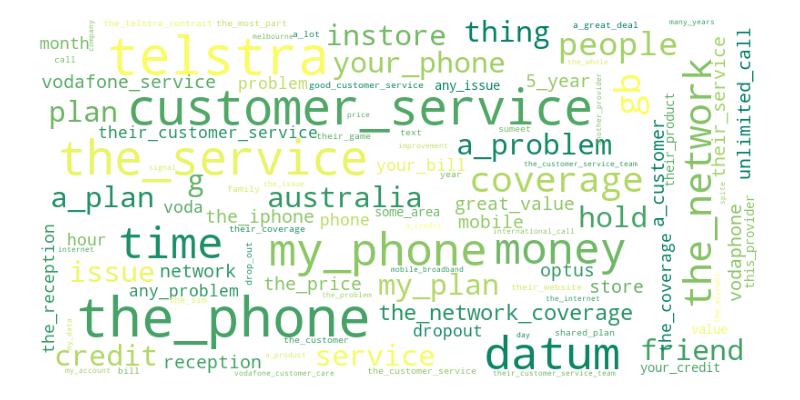 the_telstra_contract
the_most_part
a_great_deal
many_years
company
month
telstra
melbourne
a_lot
instore
thing
people
the_whole
call
your_phone
vodafone_service
problem
good_customer_service
any_issue
5_year
gb
the_network
plan
customer_service
price
other_provider
their_customer_service
their_game
text
sumeet
a_problem
a_customer
their_product
their_service
unlimited_call
the_service
signal
improvement
your_bill
the_customer_service_team
coverage
g
family
the_issue
year
spite
a_plan
voda
australia
great_value
hold
the_iphone
phone
some_area
mobile
hour
time
their_coverage
a_credit
international_call
my_phone
money
the_coverage
vodaphone
this_provider
the_reception
internet
issue
network
drop_out
mobile_broadband
optus
any_problem
the_price
my_plan
their_website
store
the_sim
the_problem
the_internet
the_phone
the_network_coverage
dropout
shared_plan
value
the_customer
day
datum
friend
my_data
credit
reception
a_product
service
my_account
bill
vodafone_customer_care
the_customer_service
their_customer_service_team
your_credit